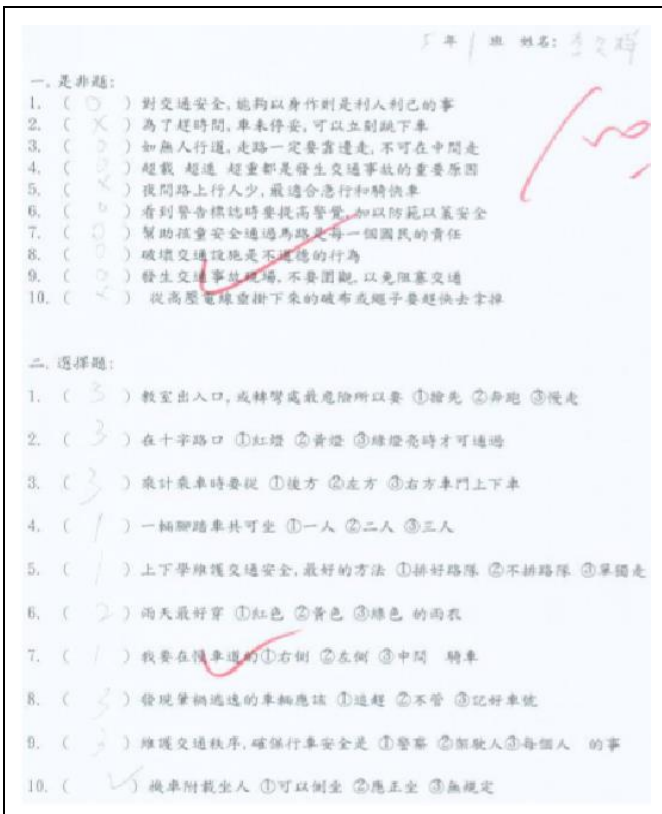 5 年 1 班 姓名:
一, 是非題:
1. ( O ) 對交通安全, 能夠以身作則是利人利己的事
2. ( X ) 為了趕時間, 車未停妥, 可以立刻跳下車
3. ( O ) 如無人行道, 走路一定要靠邊走, 不可在中間走
4. ( O ) 超載 超速 超重都是發生交通事故的重要原因
5. ( X ) 夜間路上行人少, 最適合急行和騎快車
6. ( O ) 看到警告標誌時要提高警覺, 加以防範以策安全
7. ( O ) 幫助孩童安全通過馬路是每一個國民的責任
8. ( O ) 破壞交通設施是不道德的行為
9. ( O ) 發生交通事故現場, 不要圍觀, 以免阻塞交通
10. ( X ) 從高壓電線垂掛下來的破布或繩子要趕快去拿掉
二, 選擇題:
1. ( 3 ) 教室出入口, 或轉彎處最危險所以要 ①搶先 ②奔跑 ③慢走
2. ( 3 ) 在十字路口 ①紅燈 ②黃燈 ③綠燈亮時才可通過
3. ( 3 ) 乘計乘車時要從 ①後方 ②左方 ③右方車門上下車
4. ( 1 ) 一輛腳踏車共可坐 ①一人 ②二人 ③三人
5. ( 1 ) 上下學維護交通安全, 最好的方法 ①排好路隊 ②不排路隊 ③單獨走
6. ( 2 ) 雨天最好穿 ①紅色 ②黃色 ③綠色 的雨衣
7. ( 1 ) 我要在慢車道的①右側 ②左側 ③中間 騎車
8. ( 3 ) 發現肇禍逃逸的車輛應該 ①追趕 ②不管 ③記好車號
9. ( 3 ) 維護交通秩序, 確保行車安全是 ①警察 ②駕駛人③每個人 的事
10. ( ) 機車附載坐人 ①可以側坐 ②應正坐 ③無規定